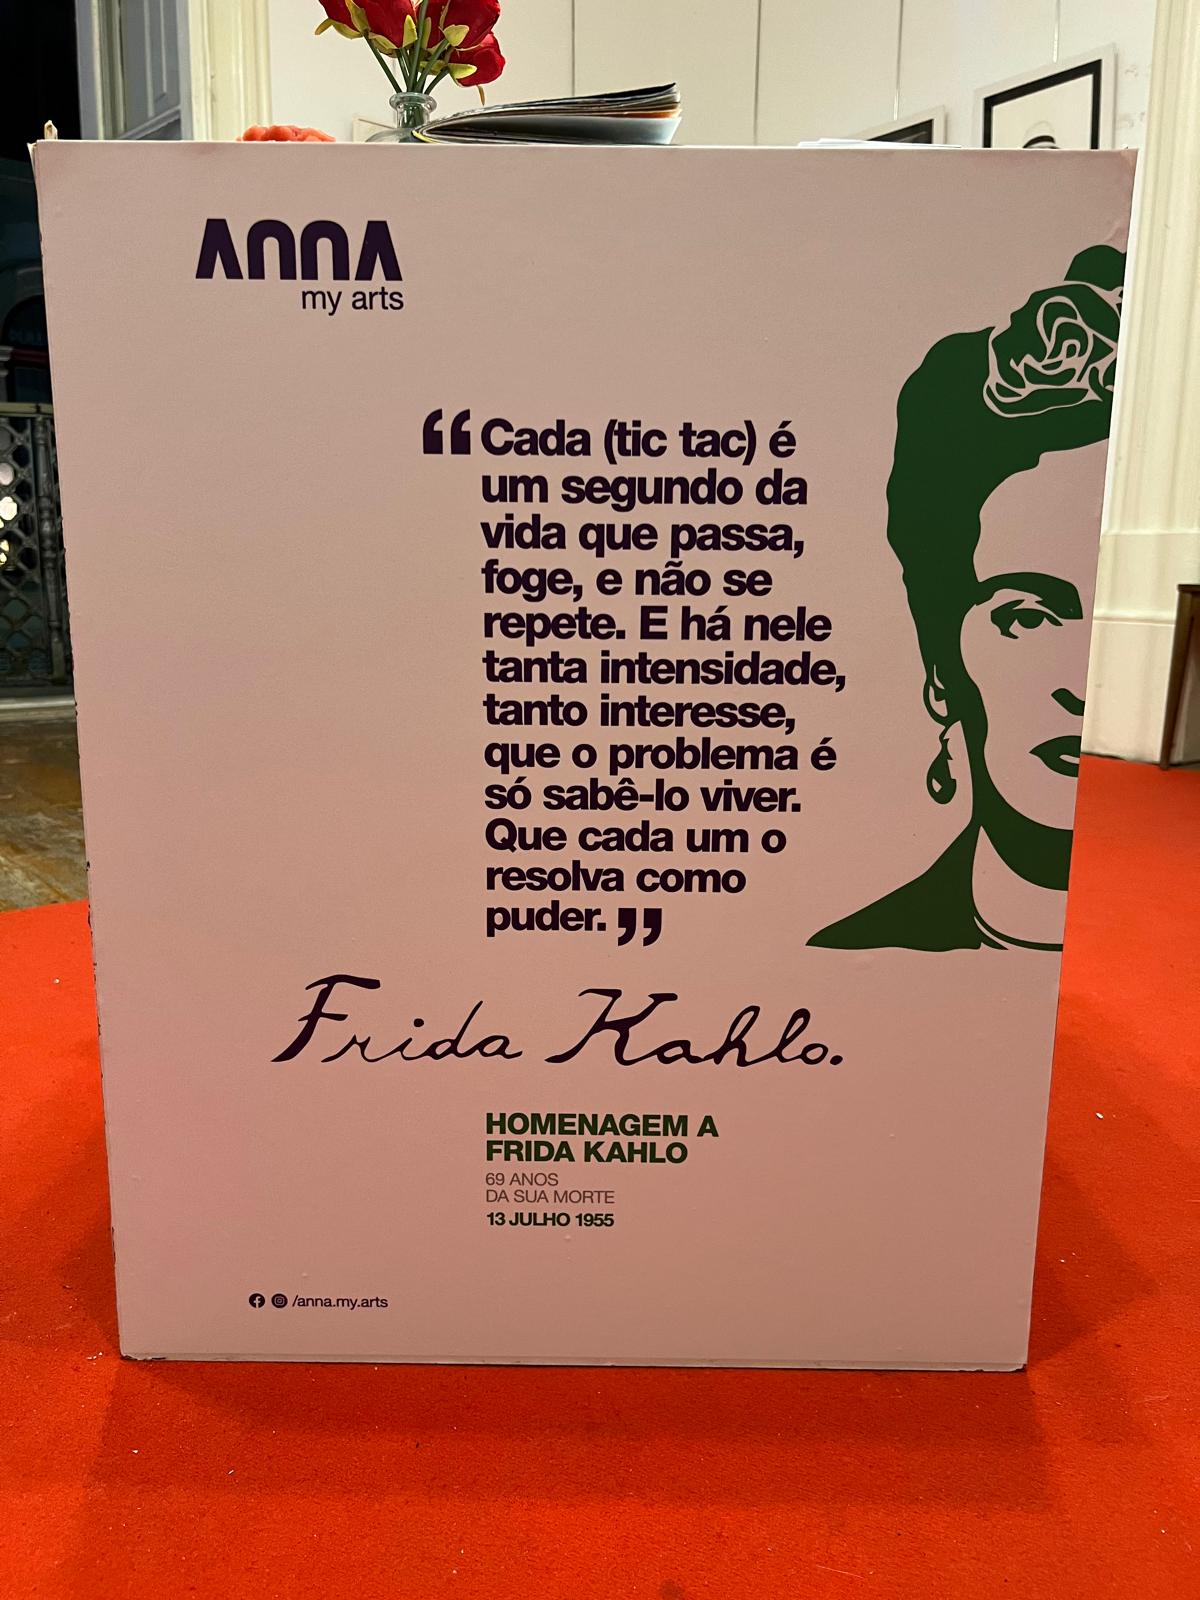 ANNA
my arts
“Cada (tic tac) é
um segundo da
vida que passa,
foge, e não se
repete. E há nele
tanta intensidade,
tanto interesse,
que o problema é
só sabê-lo viver.
Que cada um o
resolva como
puder.”
Frida Kahlo.
HOMENAGEM A
FRIDA KAHLO
69 ANOS
DA SUA MORTE
13 JULHO 1955
/anna.my.arts